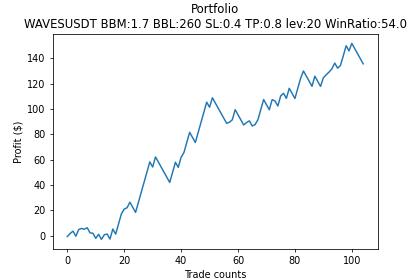 Portfolio
WAVESUSDT BBM:1.7 BBL:260 SL:0.4 TP:0.8 lev:20 WinRatio:54.0
140
120
100
80
60
40
20
0
Profit ($)
0 20 40 60 80 100
Trade counts